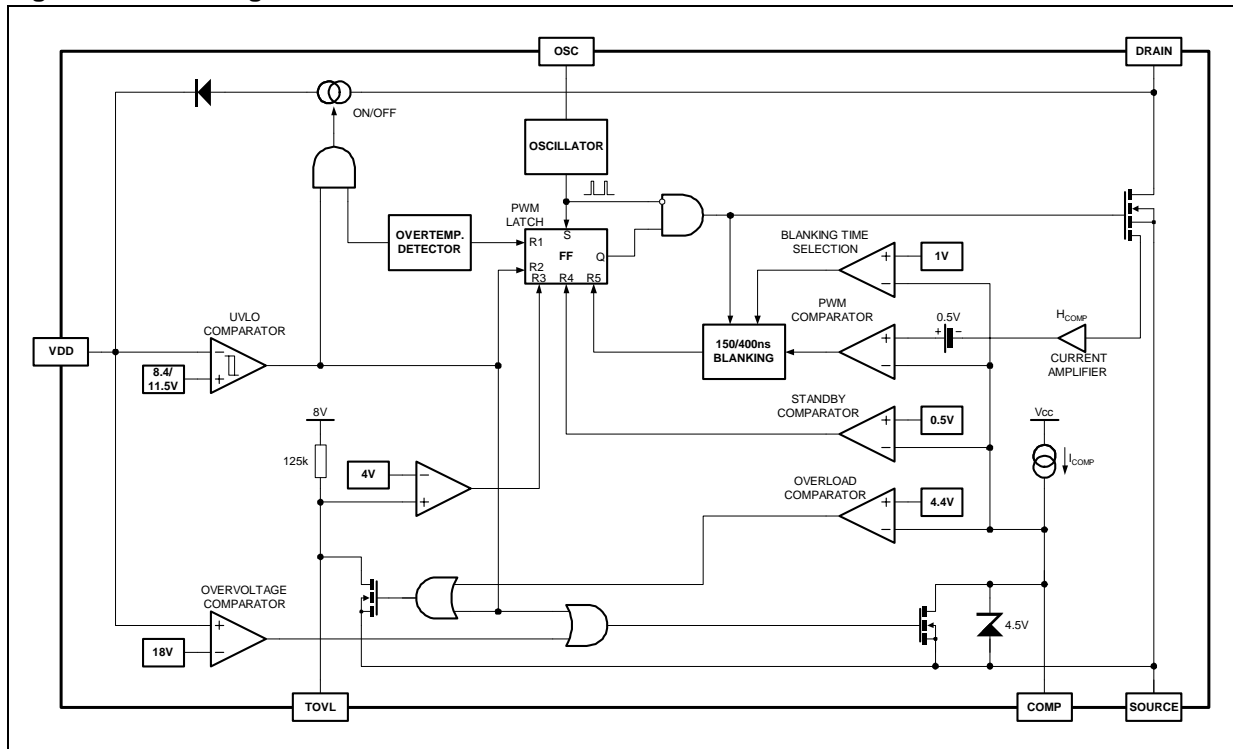 OSC
DRAIN
ON/OFF
OSCILLATOR
PWM
LATCH
OVERTEMP.
DETECTOR
R1
S
FF
Q
R2
R3
R4
R5
BLANKING TIME
SELECTION
+
1V
−
UVLO
COMPARATOR
PWM
COMPARATOR
0.5V
+
−
HCOMP
VDD
−
8.4/
11.5V
+
150/400ns
BLANKING
+
−
CURRENT
AMPLIFIER
8V
STANDBY
COMPARATOR
+
0.5V
−
Vcc
125k
4V
−
+
ICOMP
OVERLOAD
COMPARATOR
+
4.4V
−
OVERVOLTAGE
COMPARATOR
+
18V
−
4.5V
TOVL
COMP
SOURCE